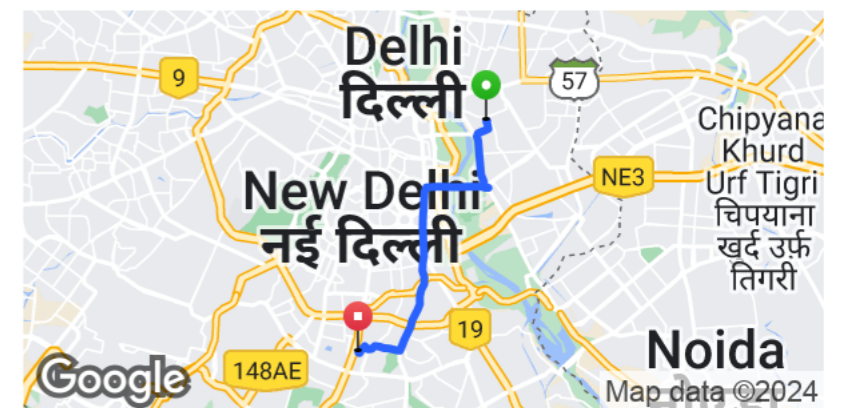 Delhi
दिल्ली
9
57
Chipyana
Khurd
Urf Tigri
चिपयाना
खुर्द उर्फ़
तिगरी
NE3
New Delhi
नई दिल्ली
19
148AE
Noida
Google
Map data ©2024